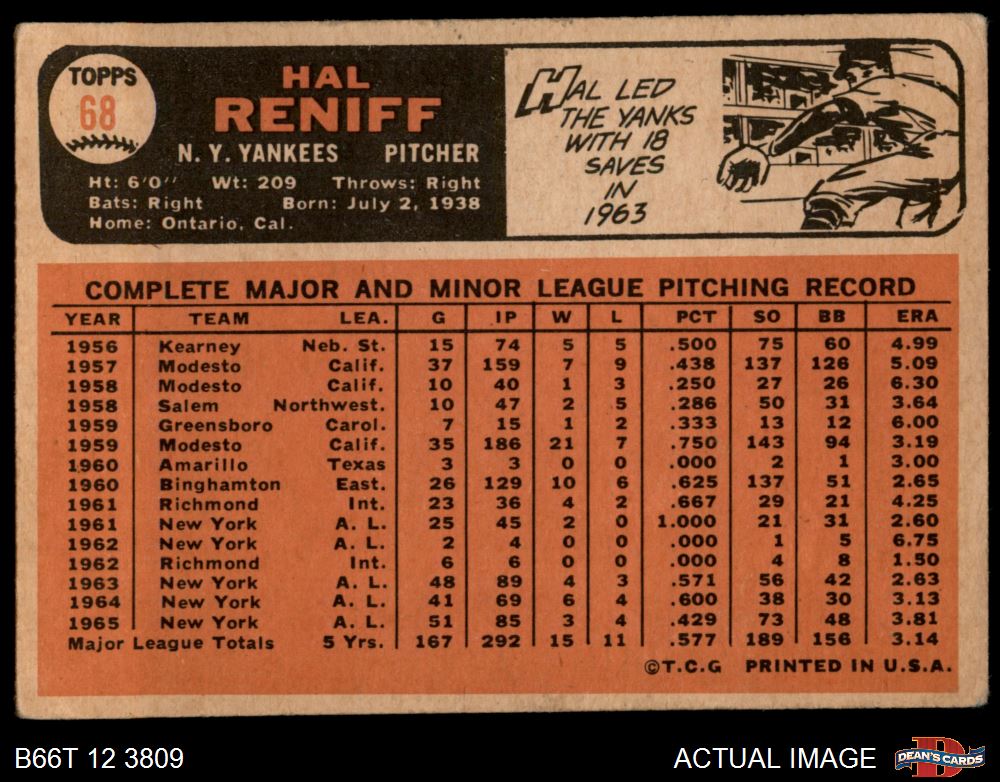 TOPPS
68
HAL
RENIFF
N. Y. YANKEES PITCHER
Ht: 6'0" Wt: 209 Throws: Right
Bats: Right Born: July 2, 1938
Home: Ontario, Cal.
HAL LED
THE YANKS
WITH 18
SAVES
IN
1963
COMPLETE MAJOR AND MINOR LEAGUE PITCHING RECORD
YEAR TEAM LEA. G IP W L PCT SO BB ERA
1956 Kearney Neb. St. 15 74 5 5 .500 75 60 4.99
1957 Modesto Calif. 37 159 7 9 .438 137 126 5.09
1958 Modesto Calif. 10 40 1 3 .250 27 26 6.30
1958 Salem Northwest. 10 47 2 5 .286 50 31 3.64
1959 Greensboro Carol. 7 15 1 2 .333 13 12 6.00
1959 Modesto Calif. 35 186 21 7 .750 143 94 3.19
1960 Amarillo Texas 3 3 0 0 .000 2 1 3.00
1960 Binghamton East. 26 129 10 6 .625 137 51 2.65
1961 Richmond Int. 23 36 4 2 .667 29 21 4.25
1961 New York A. L. 25 45 2 0 1.000 21 31 2.60
1962 New York A. L. 2 4 0 0 .000 1 5 6.75
1962 Richmond Int. 6 6 0 0 .000 4 8 1.50
1963 New York A. L. 48 89 4 3 .571 56 42 2.63
1964 New York A. L. 41 69 6 4 .600 38 30 3.13
1965 New York A. L. 51 85 3 4 .429 73 48 3.81
Major League Totals 5 Yrs. 167 292 15 11 .577 189 156 3.14
©T.C.G PRINTED IN U.S.A.
B66T 12 3809
ACTUAL IMAGE
D
DEAN'S CARDS